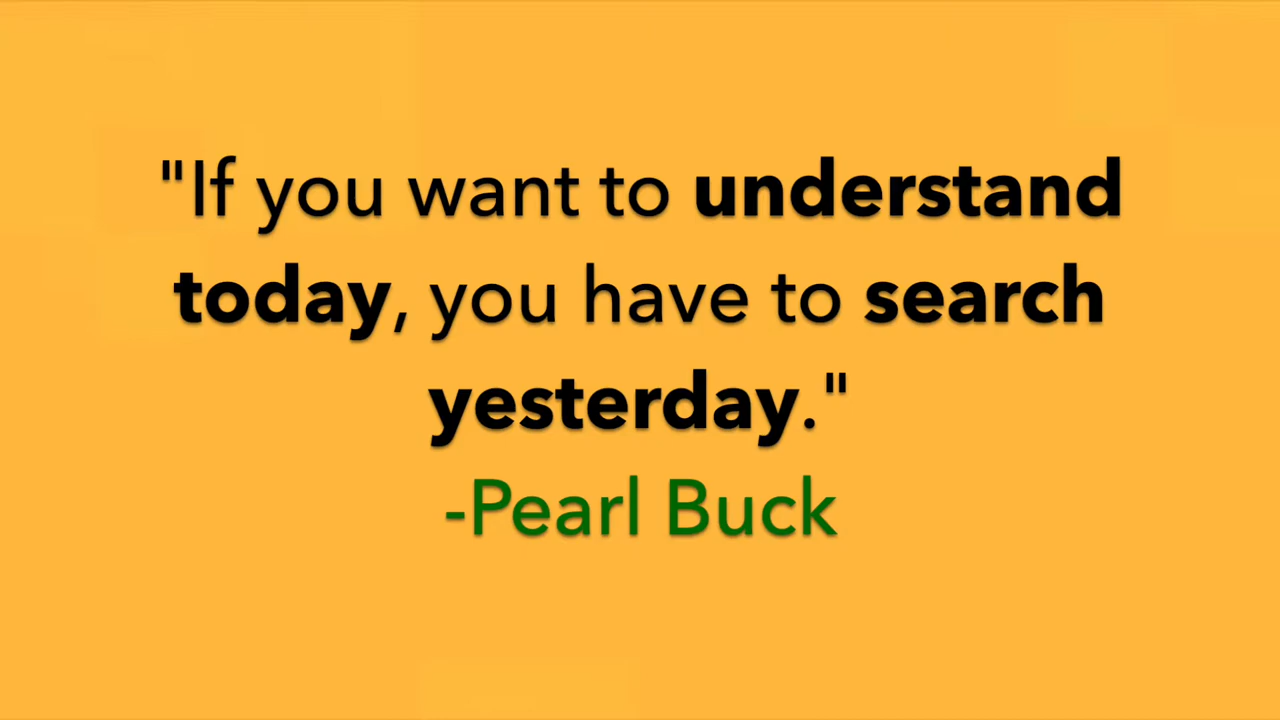 "If you want to understand
today, you have to search
yesterday."
-Pearl Buck